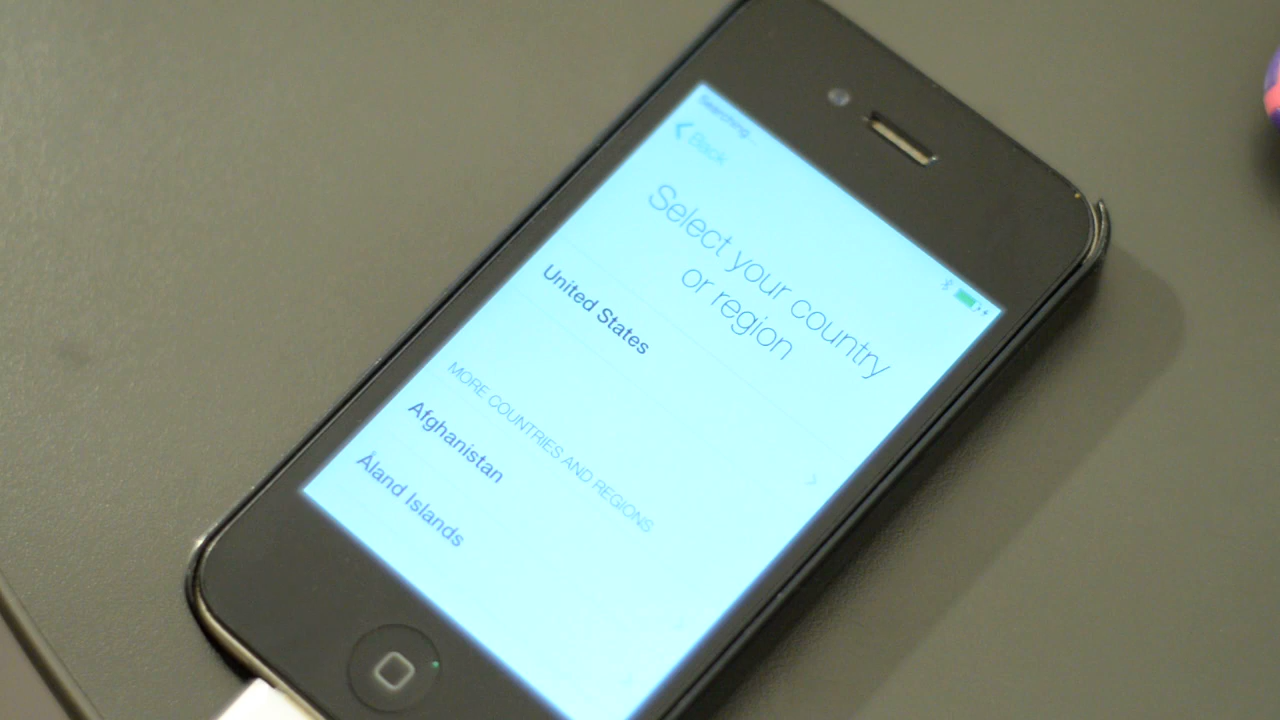 Searching...
Back
Select your country
or region
United States
MORE COUNTRIES AND REGIONS
Afghanistan
Åland Islands